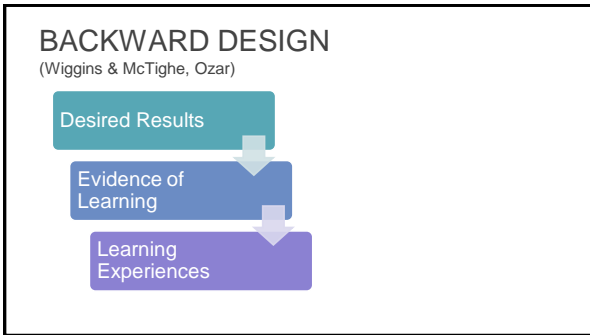 BACKWARD DESIGN
(Wiggins & McTighe, Ozar)
Desired Results
Evidence of
Learning
Learning
Experiences